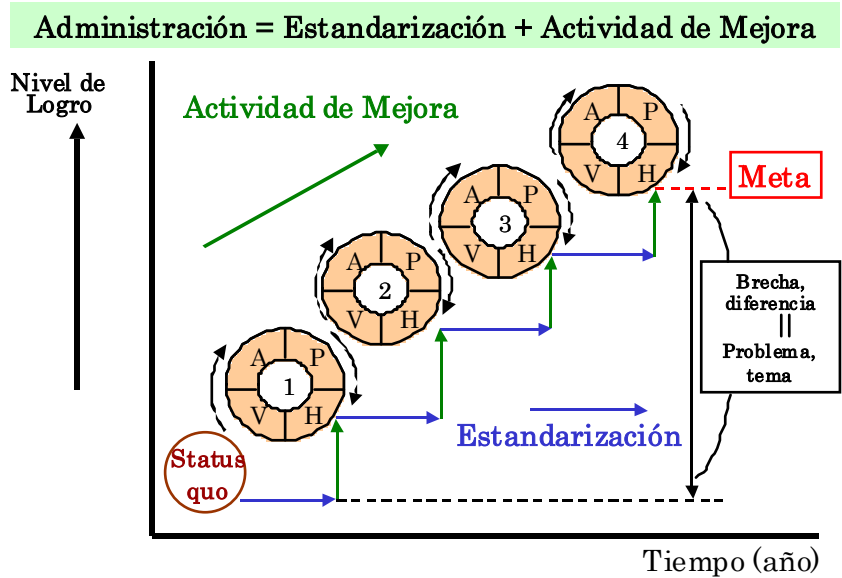 Administración = Estandarización + Actividad de Mejora
Nivel de
Logro
Actividad de Mejora
A P
4
V H
Meta
A P
3
V H
A P
2
V H
Brecha,
diferencia
=
Problema,
tema
A P
1
V H
Estandarización
Status
quo
Tiempo (año)